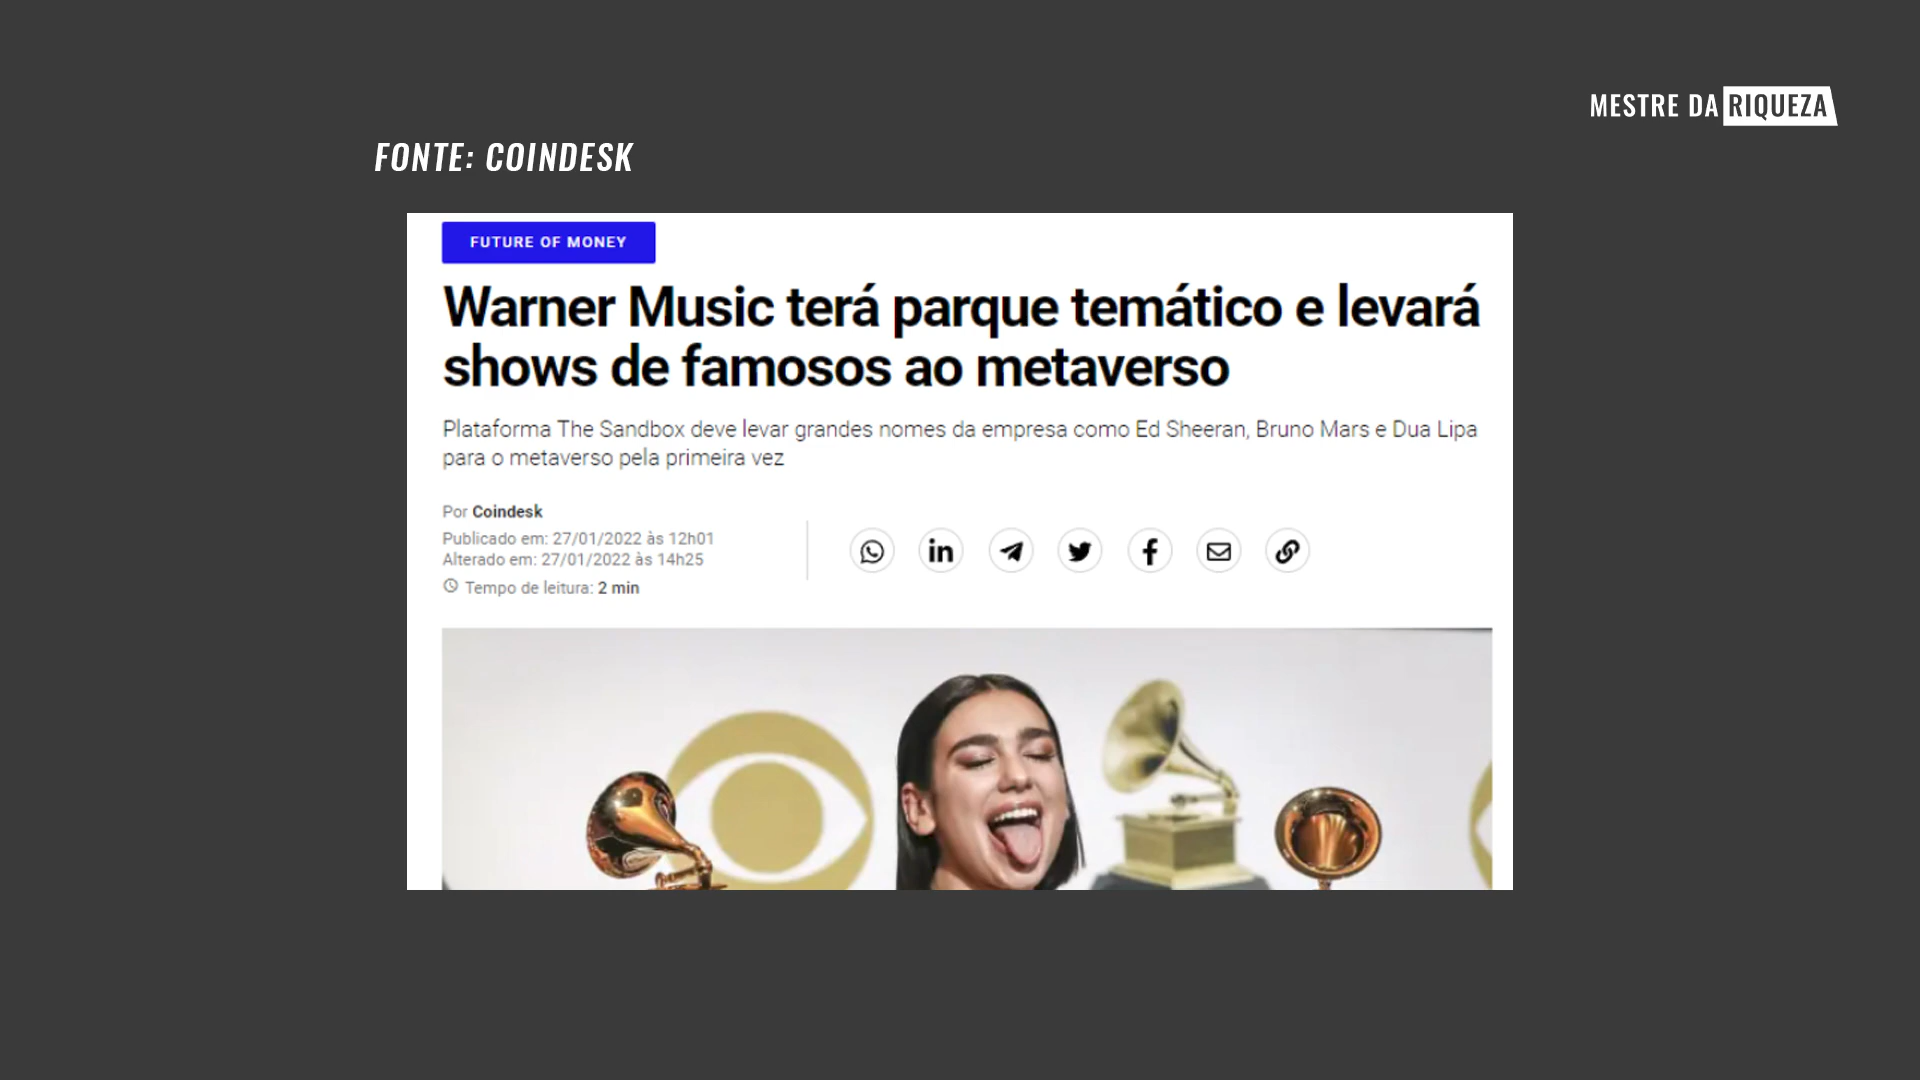 MESTRE DA RIQUEZA
FONTE: COINDESK
FUTURE OF MONEY
Warner Music terá parque temático e levará
shows de famosos ao metaverso
Plataforma The Sandbox deve levar grandes nomes da empresa como Ed Sheeran, Bruno Mars e Dua Lipa
para o metaverso pela primeira vez
Por Coindesk
Publicado em: 27/01/2022 às 12h01
Alterado em: 27/01/2022 às 14h25
Tempo de leitura: 2 min